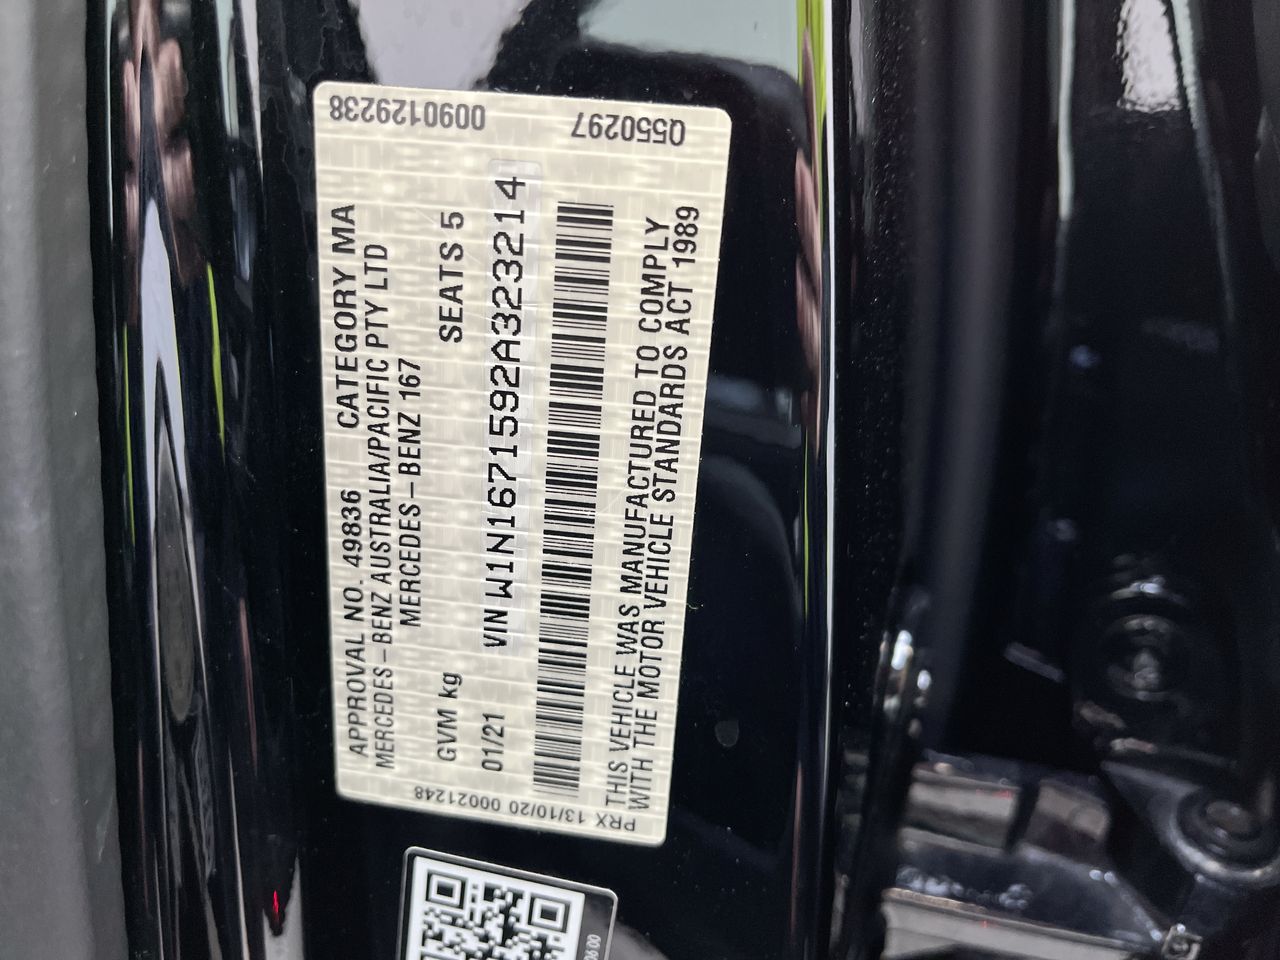 APPROVAL NO. 49836 CATEGORY MA
MERCEDES-BENZ AUSTRALIA/PACIFIC PTY LTD
MERCEDES-BENZ 167
GVM kg SEATS 5
01/21 VIN W1N1671592A323214
THIS VEHICLE WAS MANUFACTURED TO COMPLY
WITH THE MOTOR VEHICLE STANDARDS ACT 1989
0090129238 Q550297
PRX 13/10/20 00021248